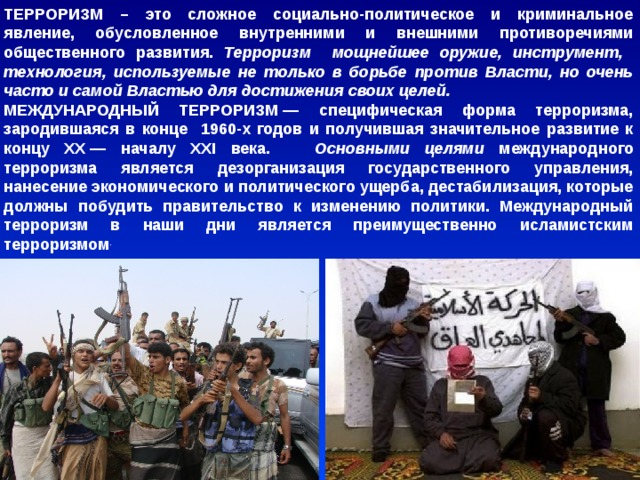 ТЕРРОРИЗМ – это сложное социально-политическое и криминальное
явление, обусловленное внутренними и внешними противоречиями
общественного развития. Терроризм мощнейшее оружие, инструмент,
технология, используемые не только в борьбе против Власти, но очень
часто и самой Властью для достижения своих целей.
МЕЖДУНАРОДНЫЙ ТЕРРОРИЗМ — специфическая форма терроризма,
зародившаяся в конце 1960-х годов и получившая значительное развитие к
концу XX — началу XXI века. Основными целями международного
терроризма является дезорганизация государственного управления,
нанесение экономического и политического ущерба, дестабилизация, которые
должны побудить правительство к изменению политики. Международный
терроризм в наши дни является преимущественно исламистским
терроризмом.
الحركة الأسلامية
لمجاهدي العراق